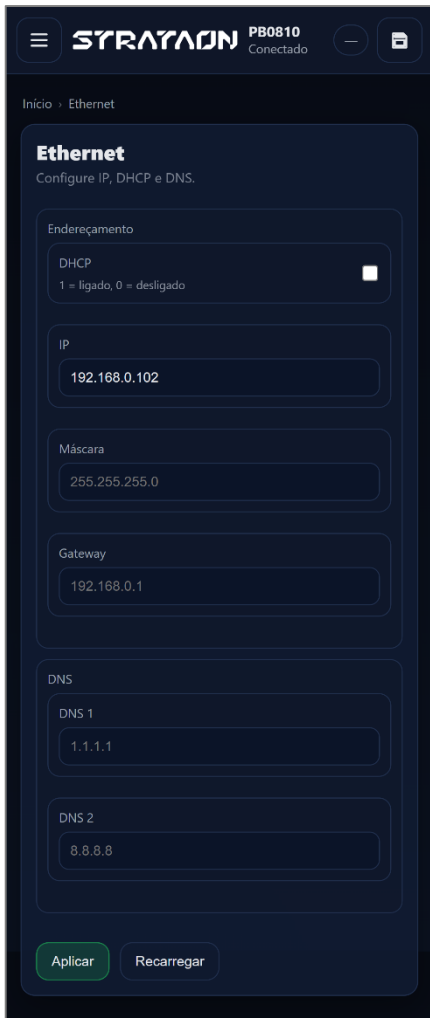 STRATAON
PB0810
Conectado
Início › Ethernet
Ethernet
Configure IP, DHCP e DNS.
Endereçamento
DHCP
1 = ligado, 0 = desligado
IP
192.168.0.102
Máscara
255.255.255.0
Gateway
192.168.0.1
DNS
DNS 1
1.1.1.1
DNS 2
8.8.8.8
Aplicar Recarregar